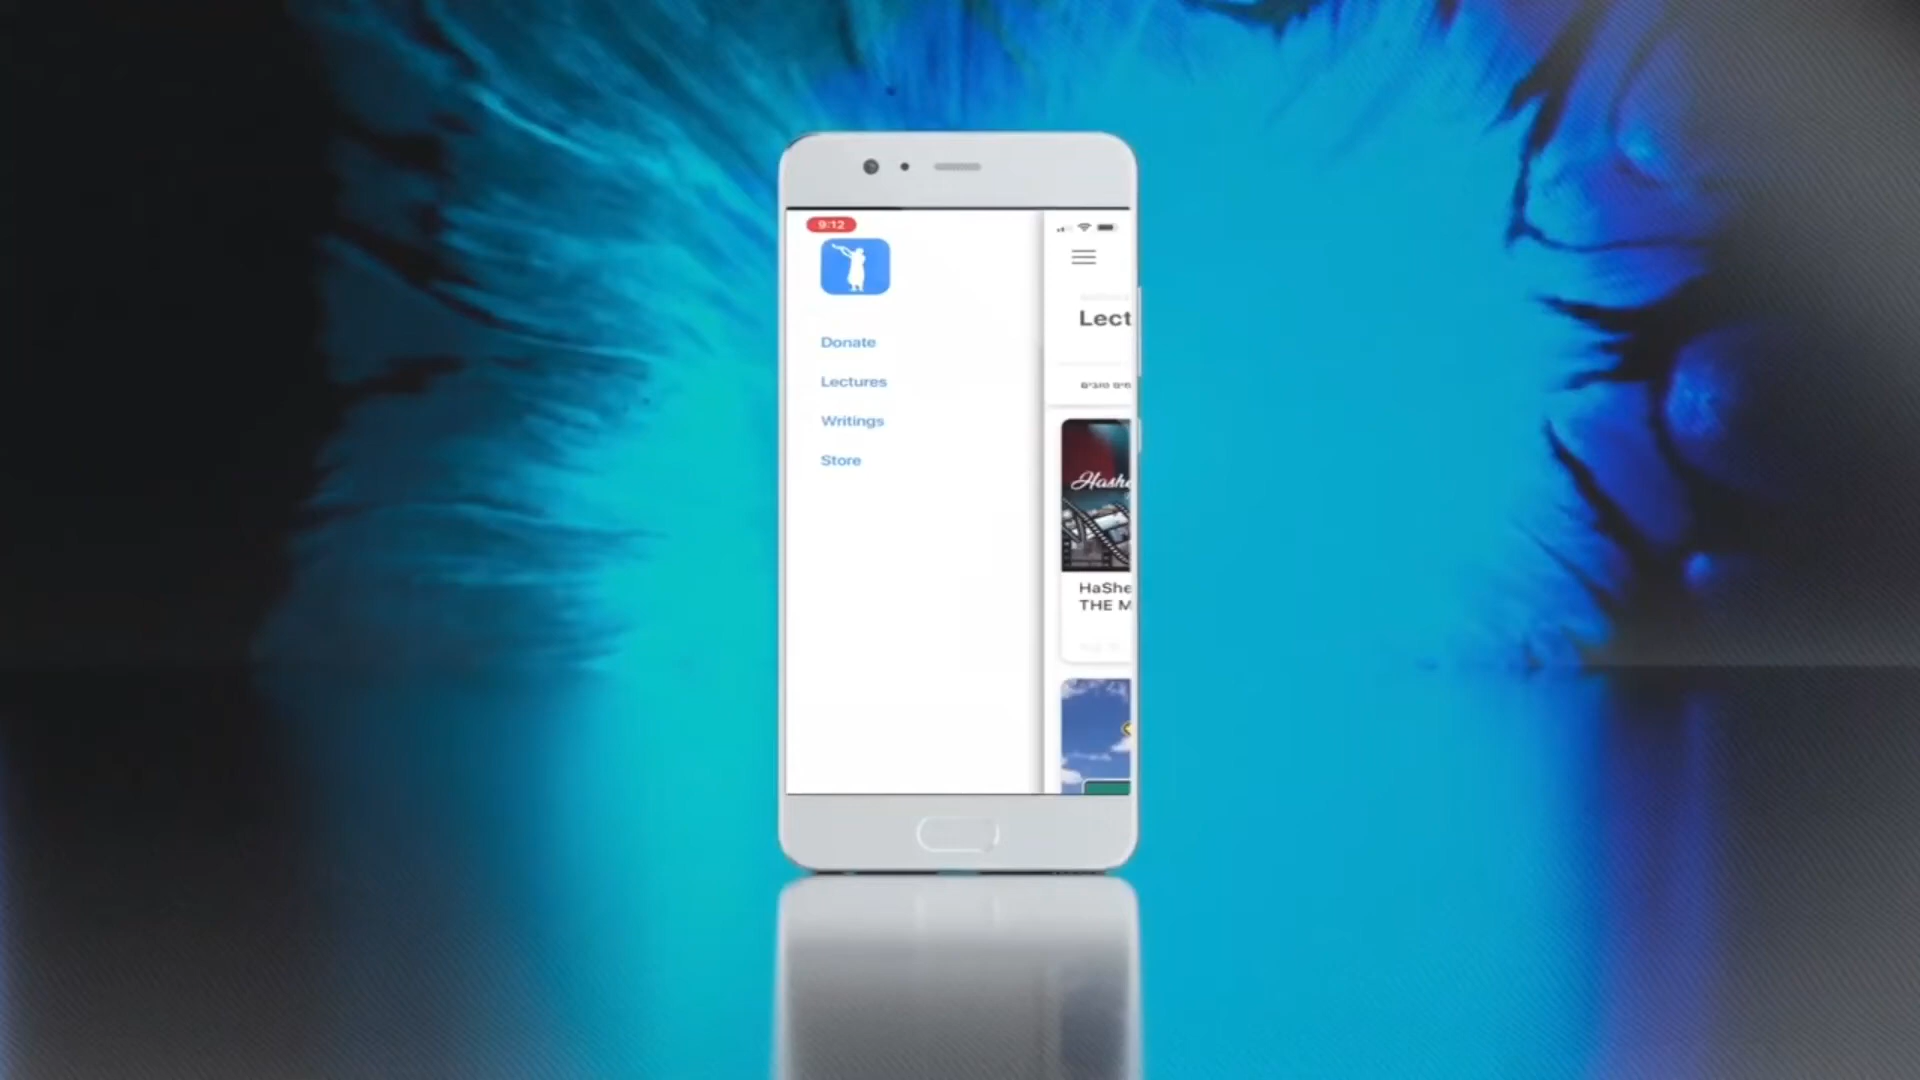 9:12
Donate
Lectures
Writings
Store
Lect
Hashe
HaShe
THE M